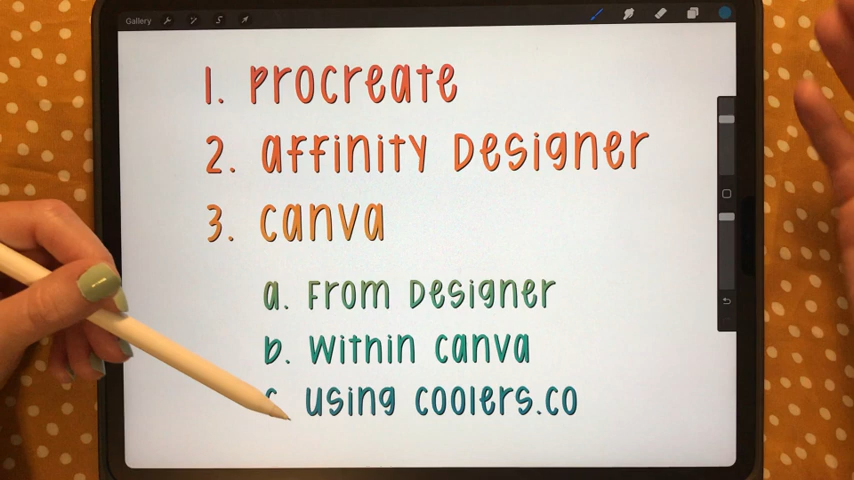 Gallery
1. Procreate
2. Affinity Designer
3. Canva
a. From Designer
b. Within Canva
c. Using coolers.co